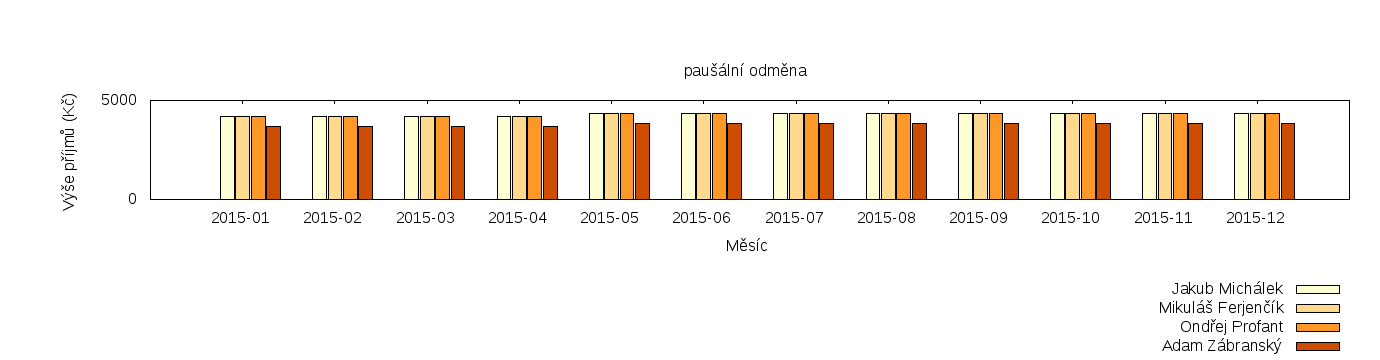 paušální odměna
Výše příjmů (Kč)
5000
0
2015-01 2015-02 2015-03 2015-04 2015-05 2015-06 2015-07 2015-08 2015-09 2015-10 2015-11 2015-12
Měsíc
Jakub Michálek
Mikuláš Ferjenčík
Ondřej Profant
Adam Zábranský